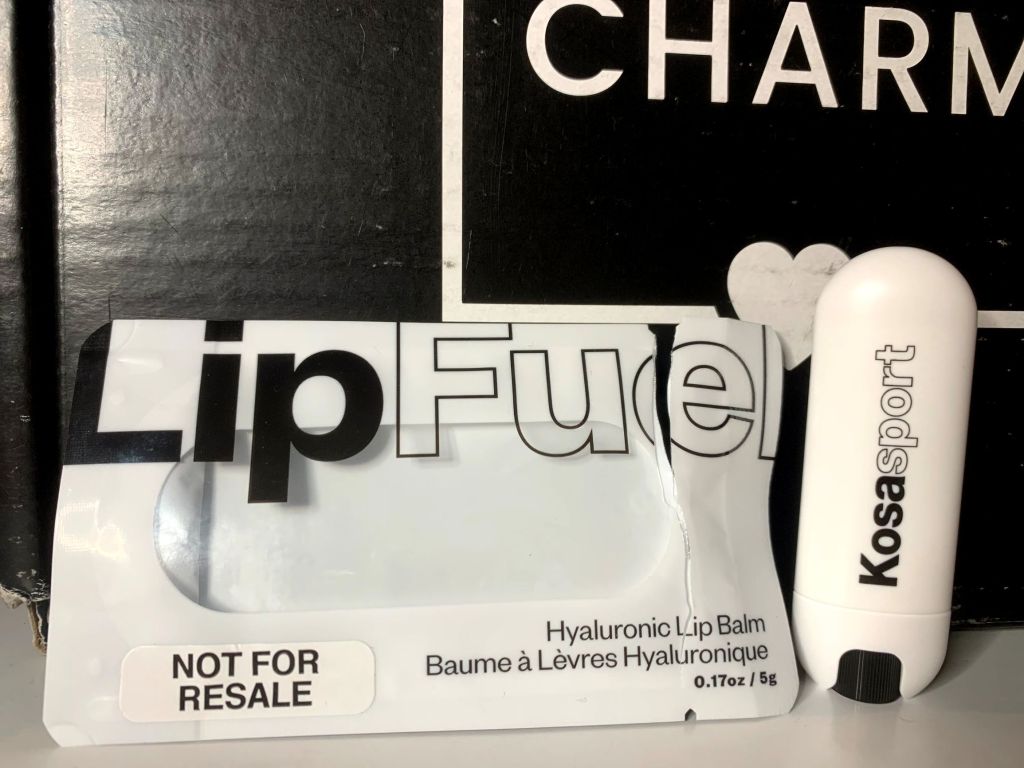 CHARM
LipFuel
Kosasport
Hyaluronic Lip Balm
Baume à Lèvres Hyaluronique
0.17oz / 5g
NOT FOR
RESALE